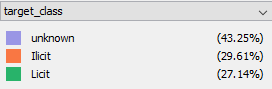 target_class
unknown (43.25%)
Ilicit (29.61%)
Licit (27.14%)